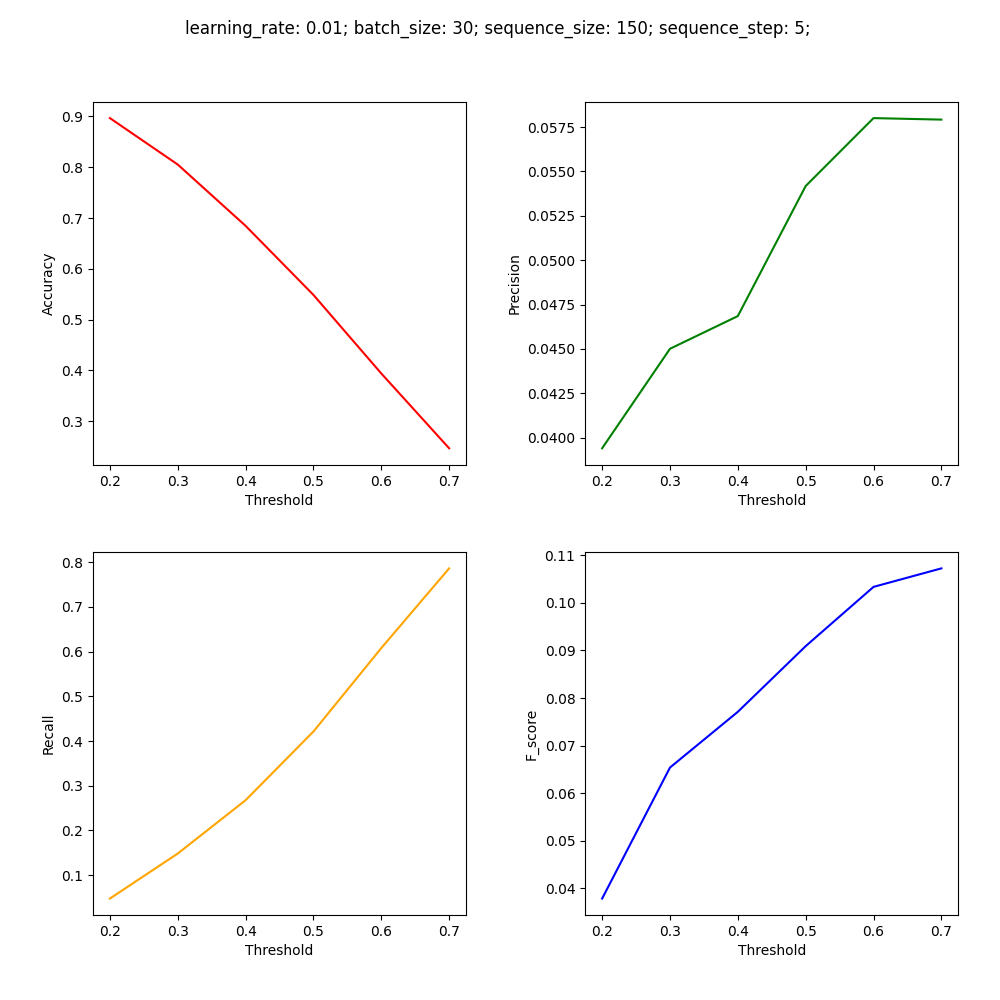 learning_rate: 0.01; batch_size: 30; sequence_size: 150; sequence_step: 5;
0.9
0.8
0.7
0.6
0.5
0.4
0.3
Accuracy
0.2 0.3 0.4 0.5 0.6 0.7
Threshold
0.0575
0.0550
0.0525
0.0500
0.0475
0.0450
0.0425
0.0400
Precision
0.2 0.3 0.4 0.5 0.6 0.7
Threshold
0.8
0.7
0.6
0.5
0.4
0.3
0.2
0.1
Recall
0.2 0.3 0.4 0.5 0.6 0.7
Threshold
0.11
0.10
0.09
0.08
0.07
0.06
0.05
0.04
F_score
0.2 0.3 0.4 0.5 0.6 0.7
Threshold